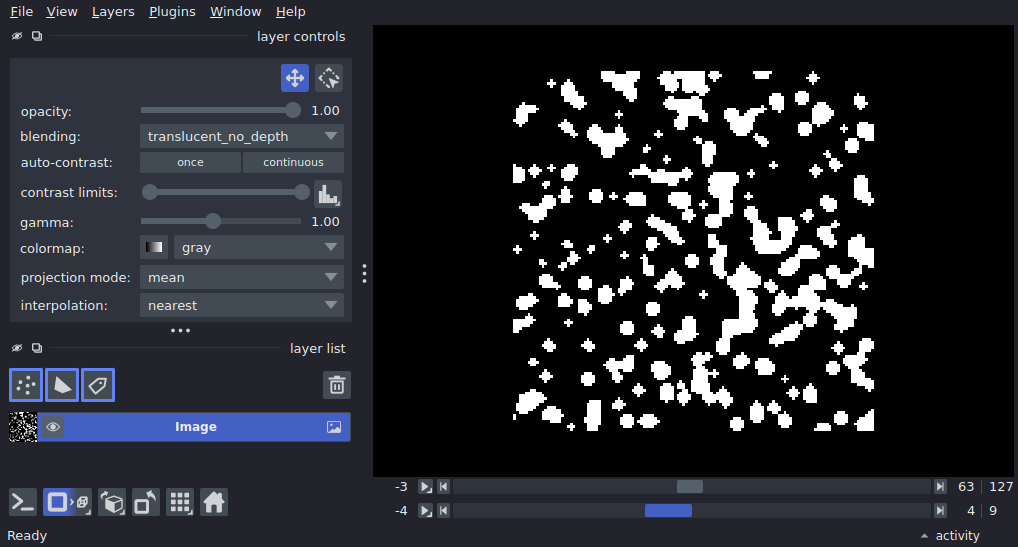 File View Layers Plugins Window Help
layer controls
opacity: 1.00
blending: translucent_no_depth
auto-contrast: once continuous
contrast limits:
gamma: 1.00
colormap: gray
projection mode: mean
interpolation: nearest
layer list
Image
-3 63 127
-4 4 9
Ready activity